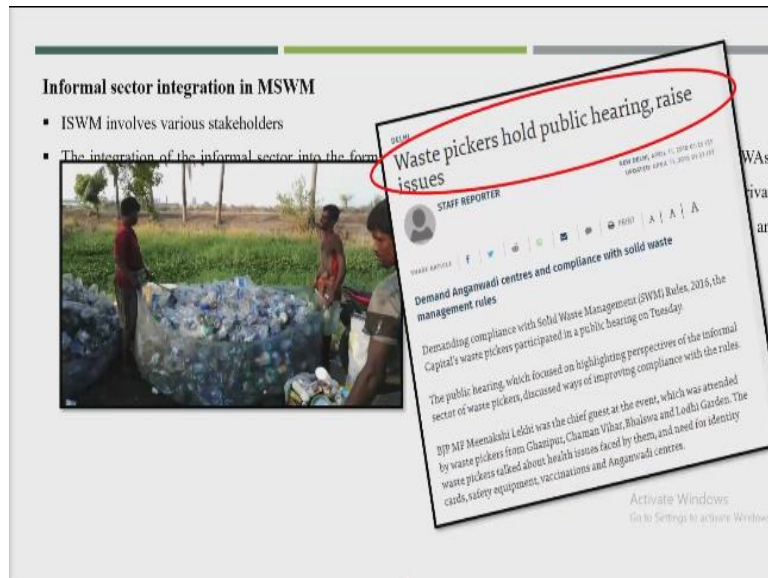 Informal sector integration in MSWM
▪ ISWM involves various stakeholders
▪ The integration of the informal sector into the form
WAs
riva
ar
DELHI
Waste pickers hold public hearing, raise
issues
STAFF REPORTER
NEW DELHI, APRIL
UPDATED: APRIL
SHARE ARTICLE
PRINT A A A
Demand Anganwadi centres and compliance with solid waste
management rules
Demanding compliance with Solid Waste Management (SWM) Rules, 2016, the
Capital's waste pickers participated in a public hearing on Tuesday.
The public hearing, which focused on highlighting perspectives of the informal
sector of waste pickers, discussed ways of improving compliance with the rules.
BJP MP Meenakshi Lekhi was the chief guest at the event, which was attended
by waste pickers from Ghazipur, Chaman Vihar, Bhalswa and Lodhi Garden. The
waste pickers talked about health issues faced by them, and need for identity
cards, safety equipment, vaccinations and Anganwadi centres.
Activate Windows
Go to Settings to activate Windows